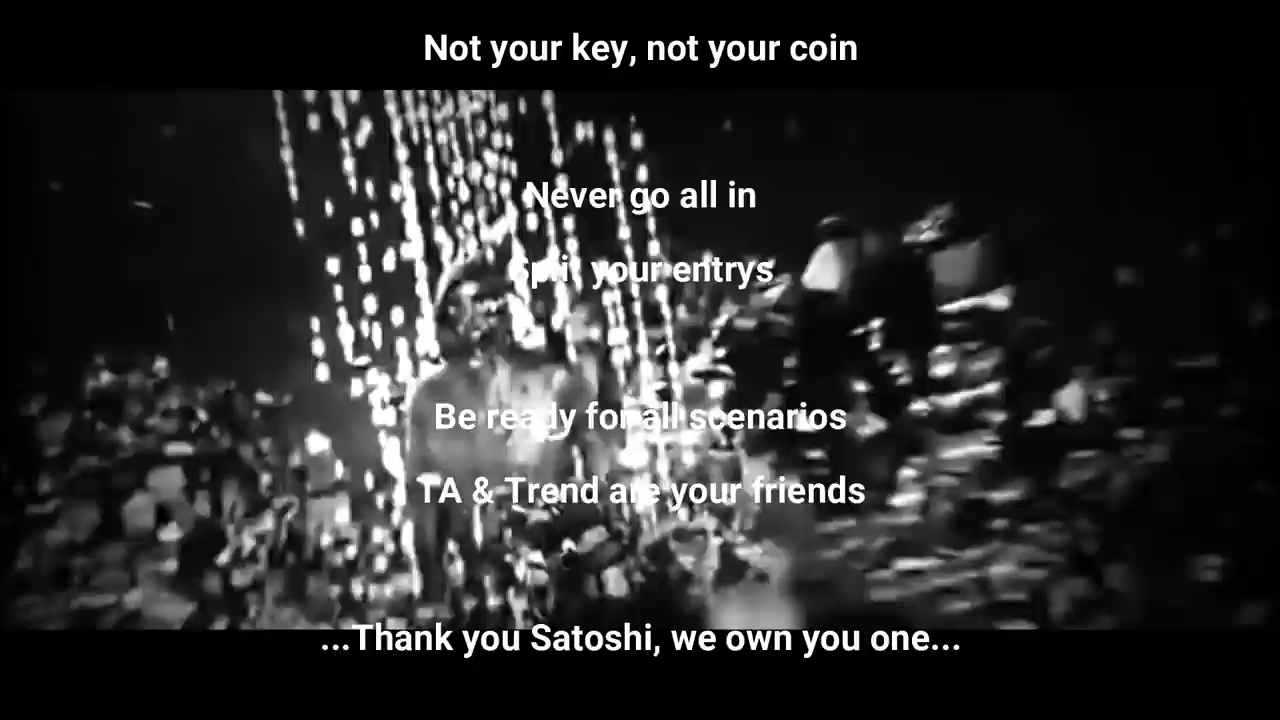 Not your key, not your coin
Never go all in
Split your entrys
Be ready for all scenarios
TA & Trend are your friends
...Thank you Satoshi, we own you one...